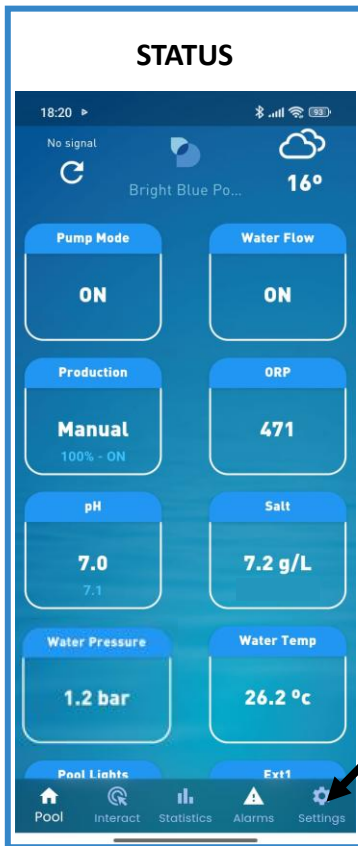 STATUS
18:20 93
No signal
Bright Blue Po...
16°
Pump Mode Water Flow
ON ON
Production ORP
Manual 471
100% - ON
pH Salt
7.0 7.2 g/L
7.1
Water Pressure Water Temp
1.2 bar 26.2 ºc
Pool Lights Ext1
Pool Interact Statistics Alarms Settings